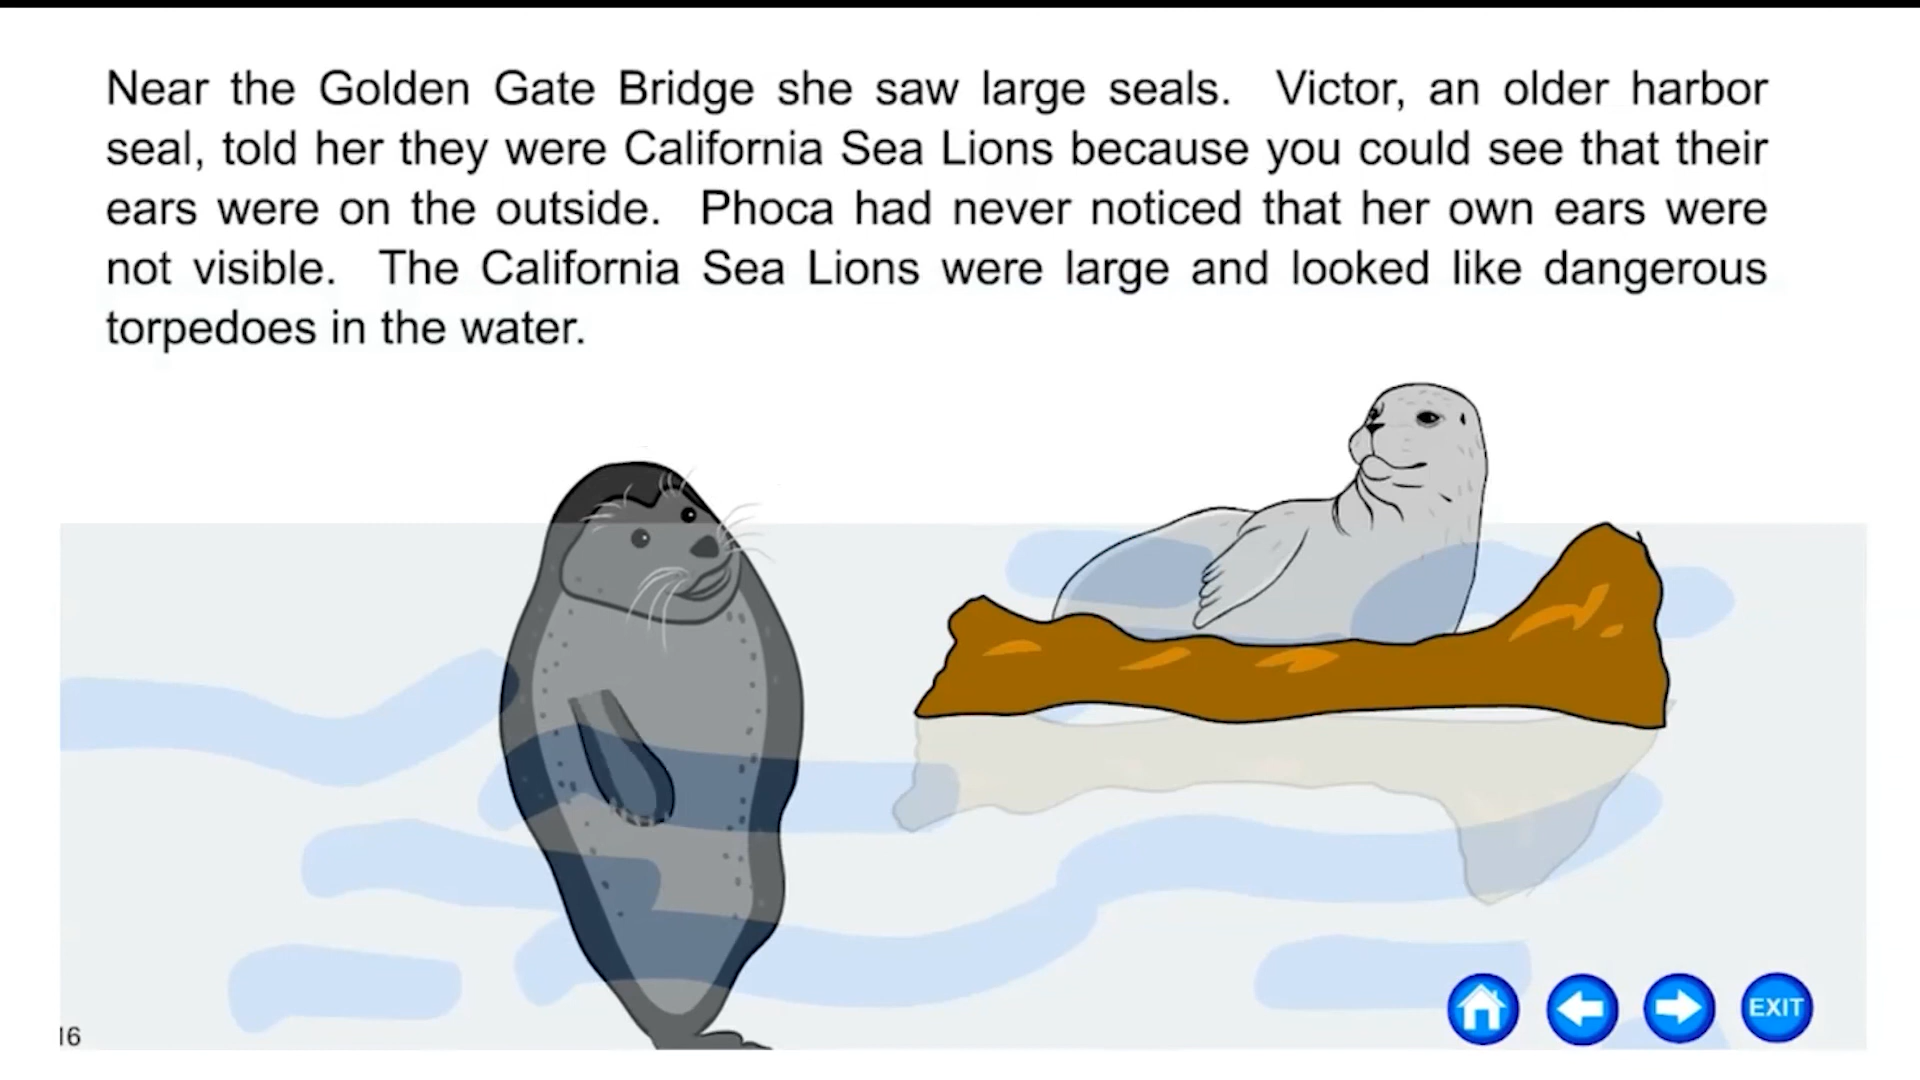 Near the Golden Gate Bridge she saw large seals. Victor, an older harbor
seal, told her they were California Sea Lions because you could see that their
ears were on the outside. Phoca had never noticed that her own ears were
not visible. The California Sea Lions were large and looked like dangerous
torpedoes in the water.
16
EXIT